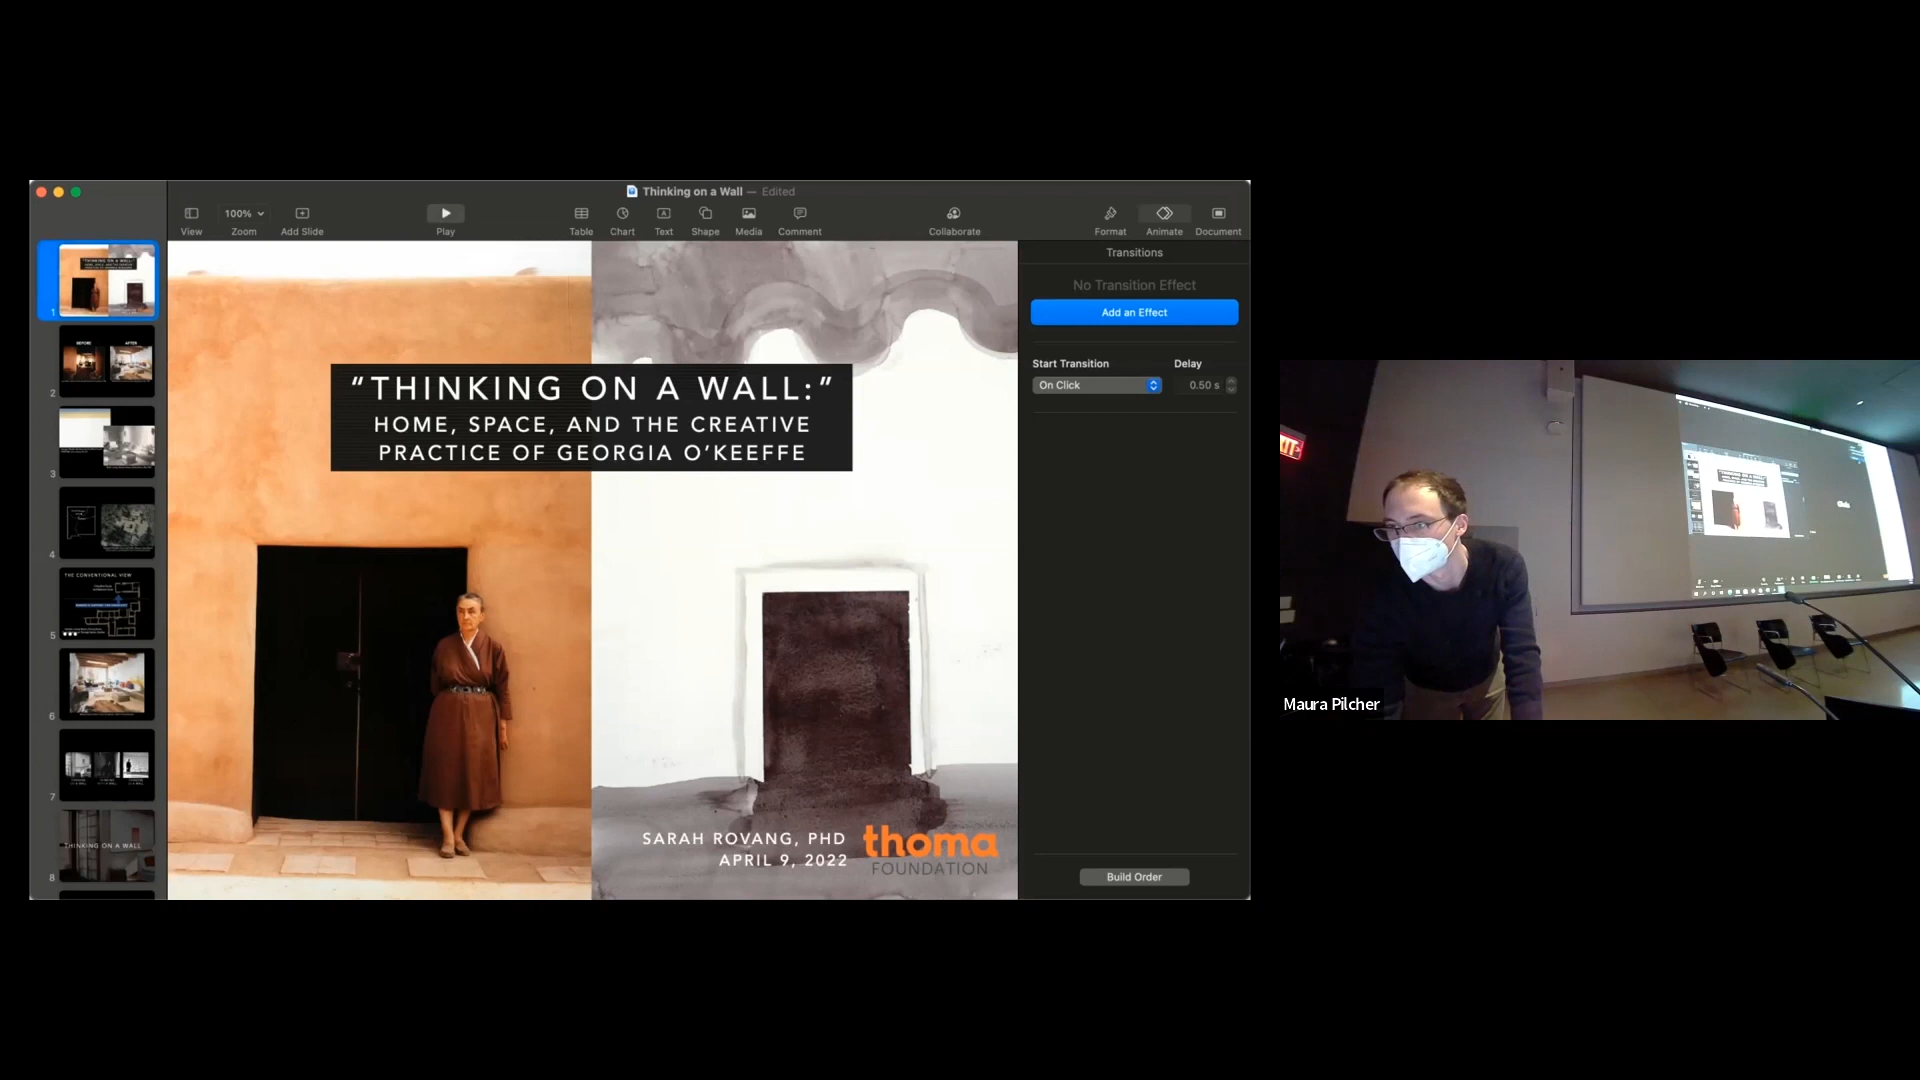 Thinking on a Wall — Edited
100%
View
Zoom
Add Slide
Play
Table
Chart
Text
Shape
Media
Comment
Collaborate
Format
Animate
Document
1
BEFORE
AFTER
2
3
4
THE CONVENTIONAL VIEW
5
6
7
THINKING ON A WALL
8
“THINKING ON A WALL:”
HOME, SPACE, AND THE CREATIVE
PRACTICE OF GEORGIA O’KEEFFE
SARAH ROVANG, PHD
APRIL 9, 2022
thoma
FOUNDATION
Transitions
No Transition Effect
Add an Effect
Start Transition
Delay
On Click
0.50 s
Build Order
Maura Pilcher